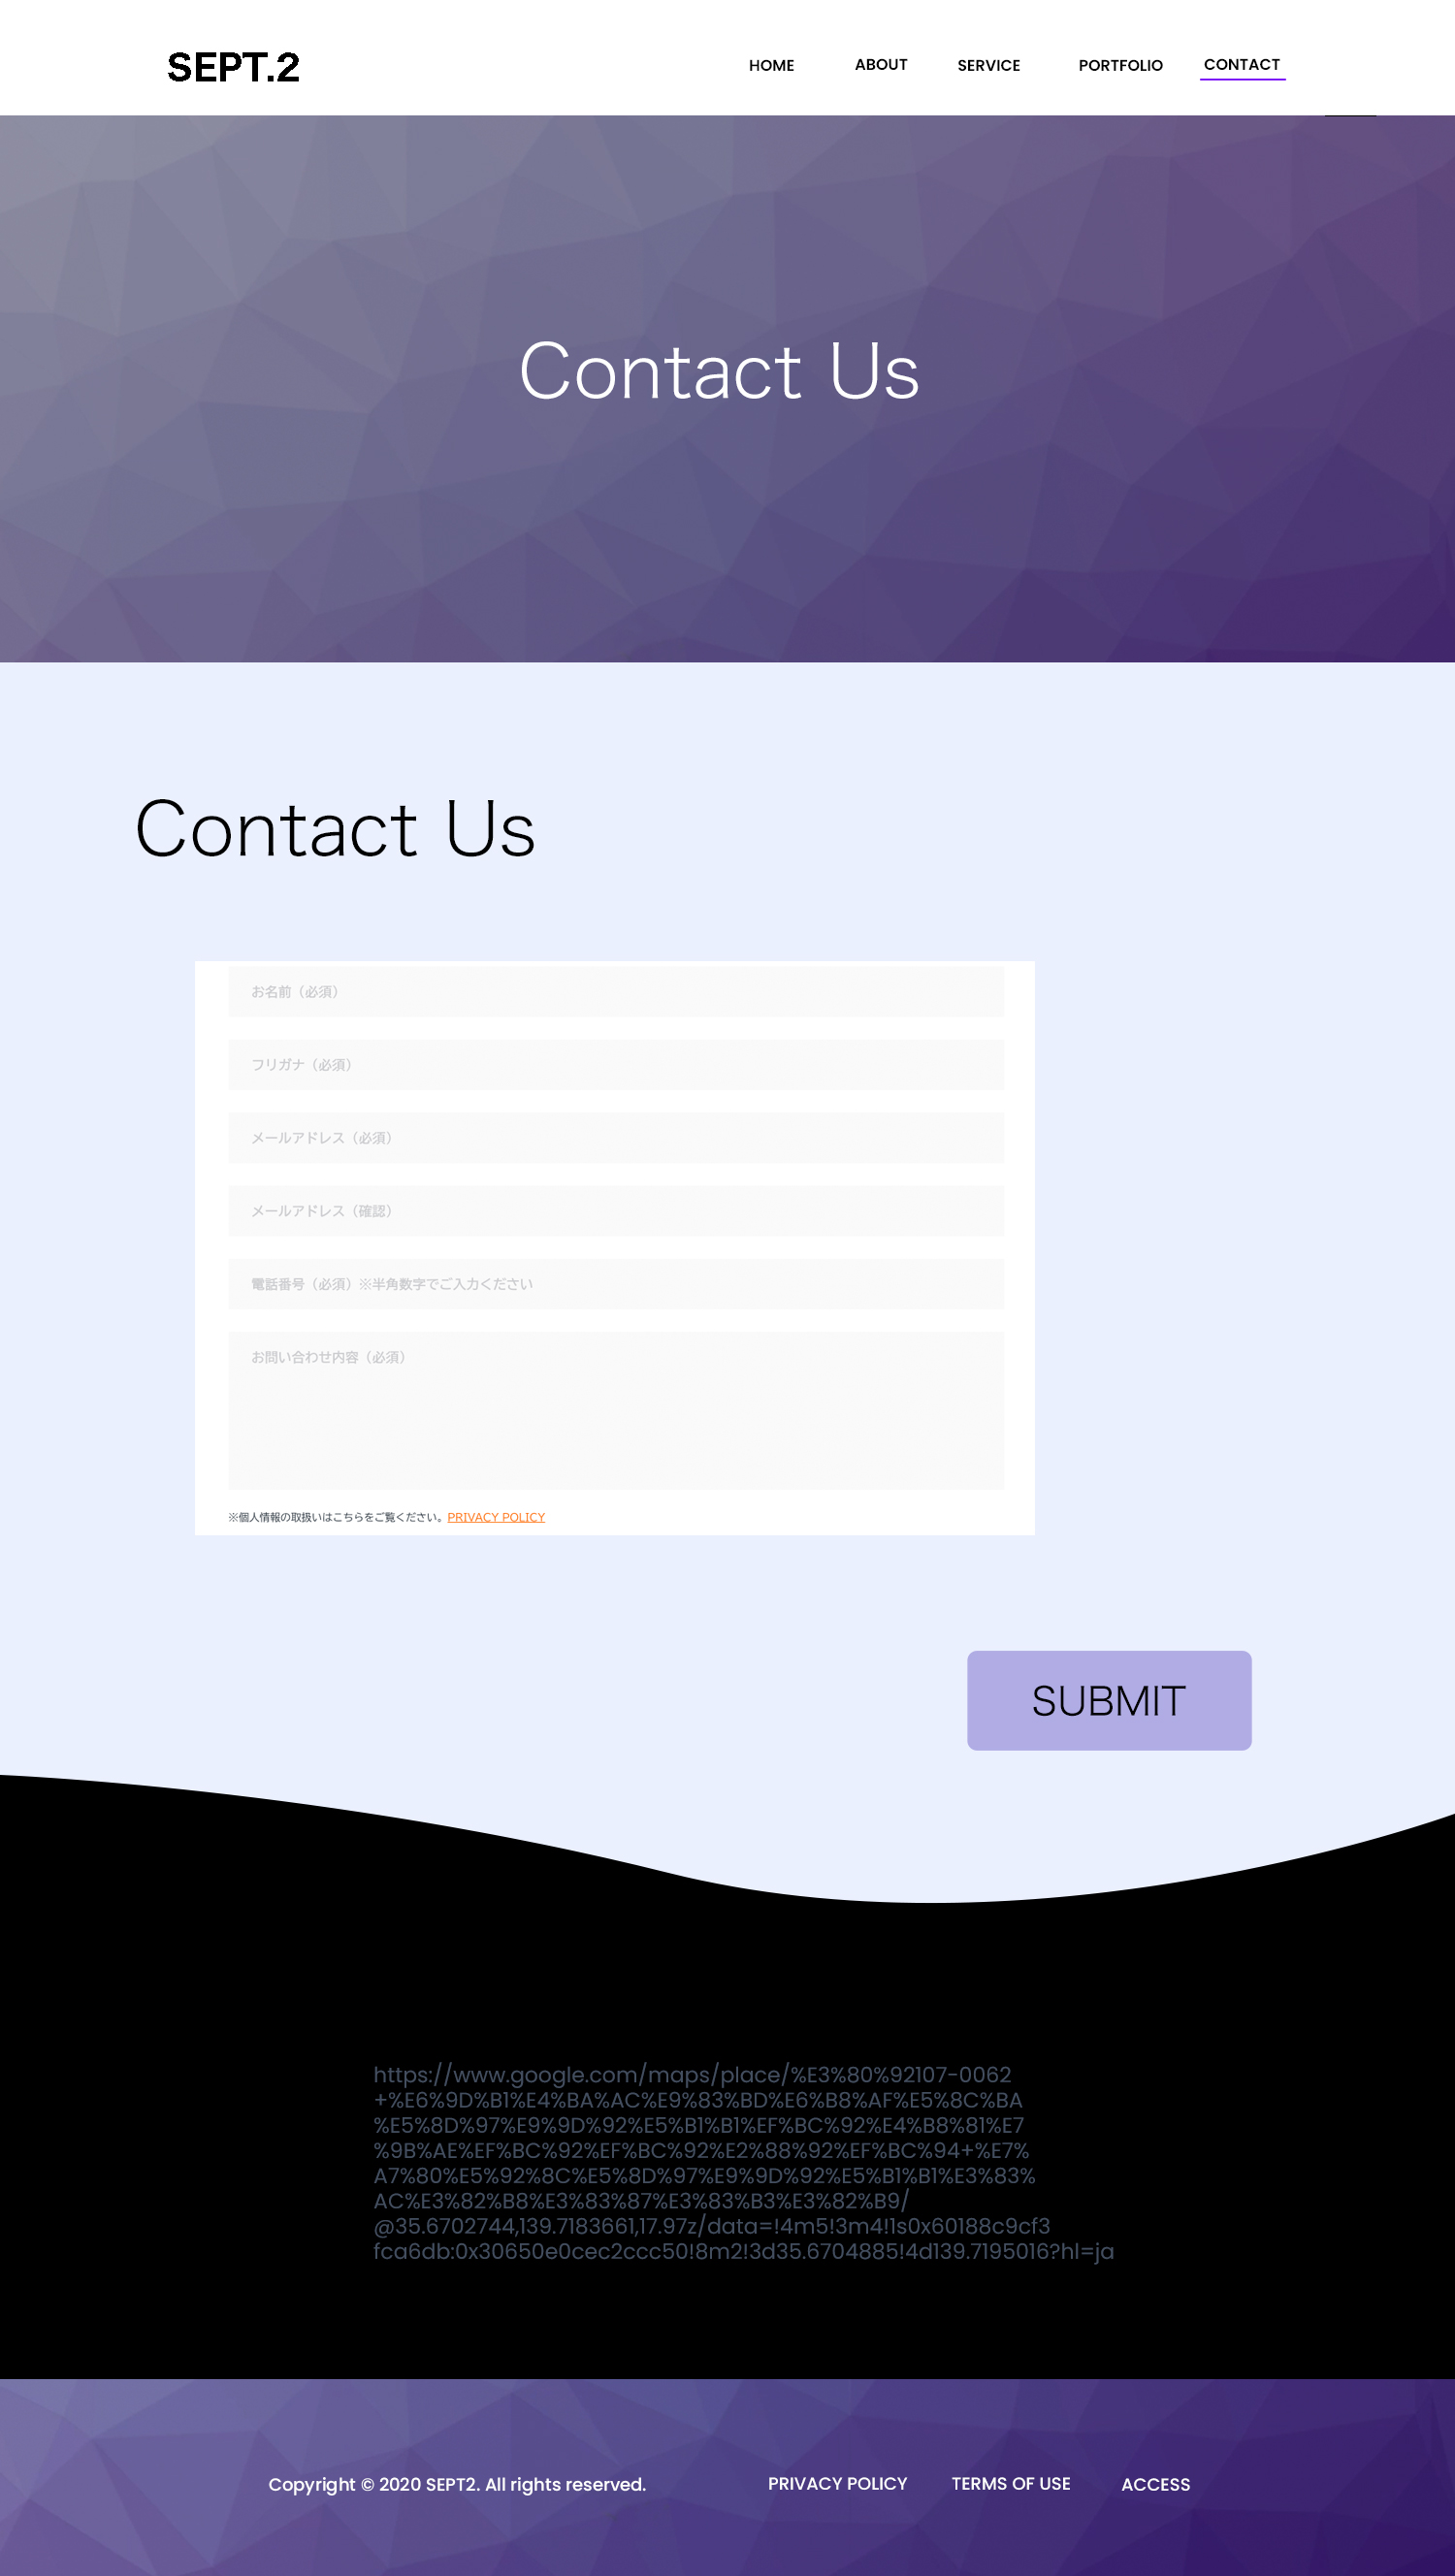 SEPT.2
HOME ABOUT SERVICE PORTFOLIO CONTACT
Contact Us
Contact Us
お名前（必須）
フリガナ（必須）
メールアドレス（必須）
メールアドレス（確認）
電話番号（必須）※半角数字でご入力ください
お問い合わせ内容（必須）
※個人情報の取扱いはこちらをご覧ください。PRIVACY POLICY
SUBMIT
https://www.google.com/maps/place/%E3%80%92107-0062
+%E6%9D%B1%E4%BA%AC%E9%83%BD%E6%B8%AF%E5%8C%BA
%E5%8D%97%E9%9D%92%E5%B1%B1%EF%BC%92%E4%B8%81%E7
%9B%AE%EF%BC%92%EF%BC%92%E2%88%92%EF%BC%94+%E7%
A7%80%E5%92%8C%E5%8D%97%E9%9D%92%E5%B1%B1%E3%83%
AC%E3%82%B8%E3%83%87%E3%83%B3%E3%82%B9/
@35.6702744,139.7183661,17.97z/data=!4m5!3m4!1s0x60188c9cf3
fca6db:0x30650e0cec2ccc50!8m2!3d35.6704885!4d139.7195016?hl=ja
Copyright © 2020 SEPT2. All rights reserved. PRIVACY POLICY TERMS OF USE ACCESS